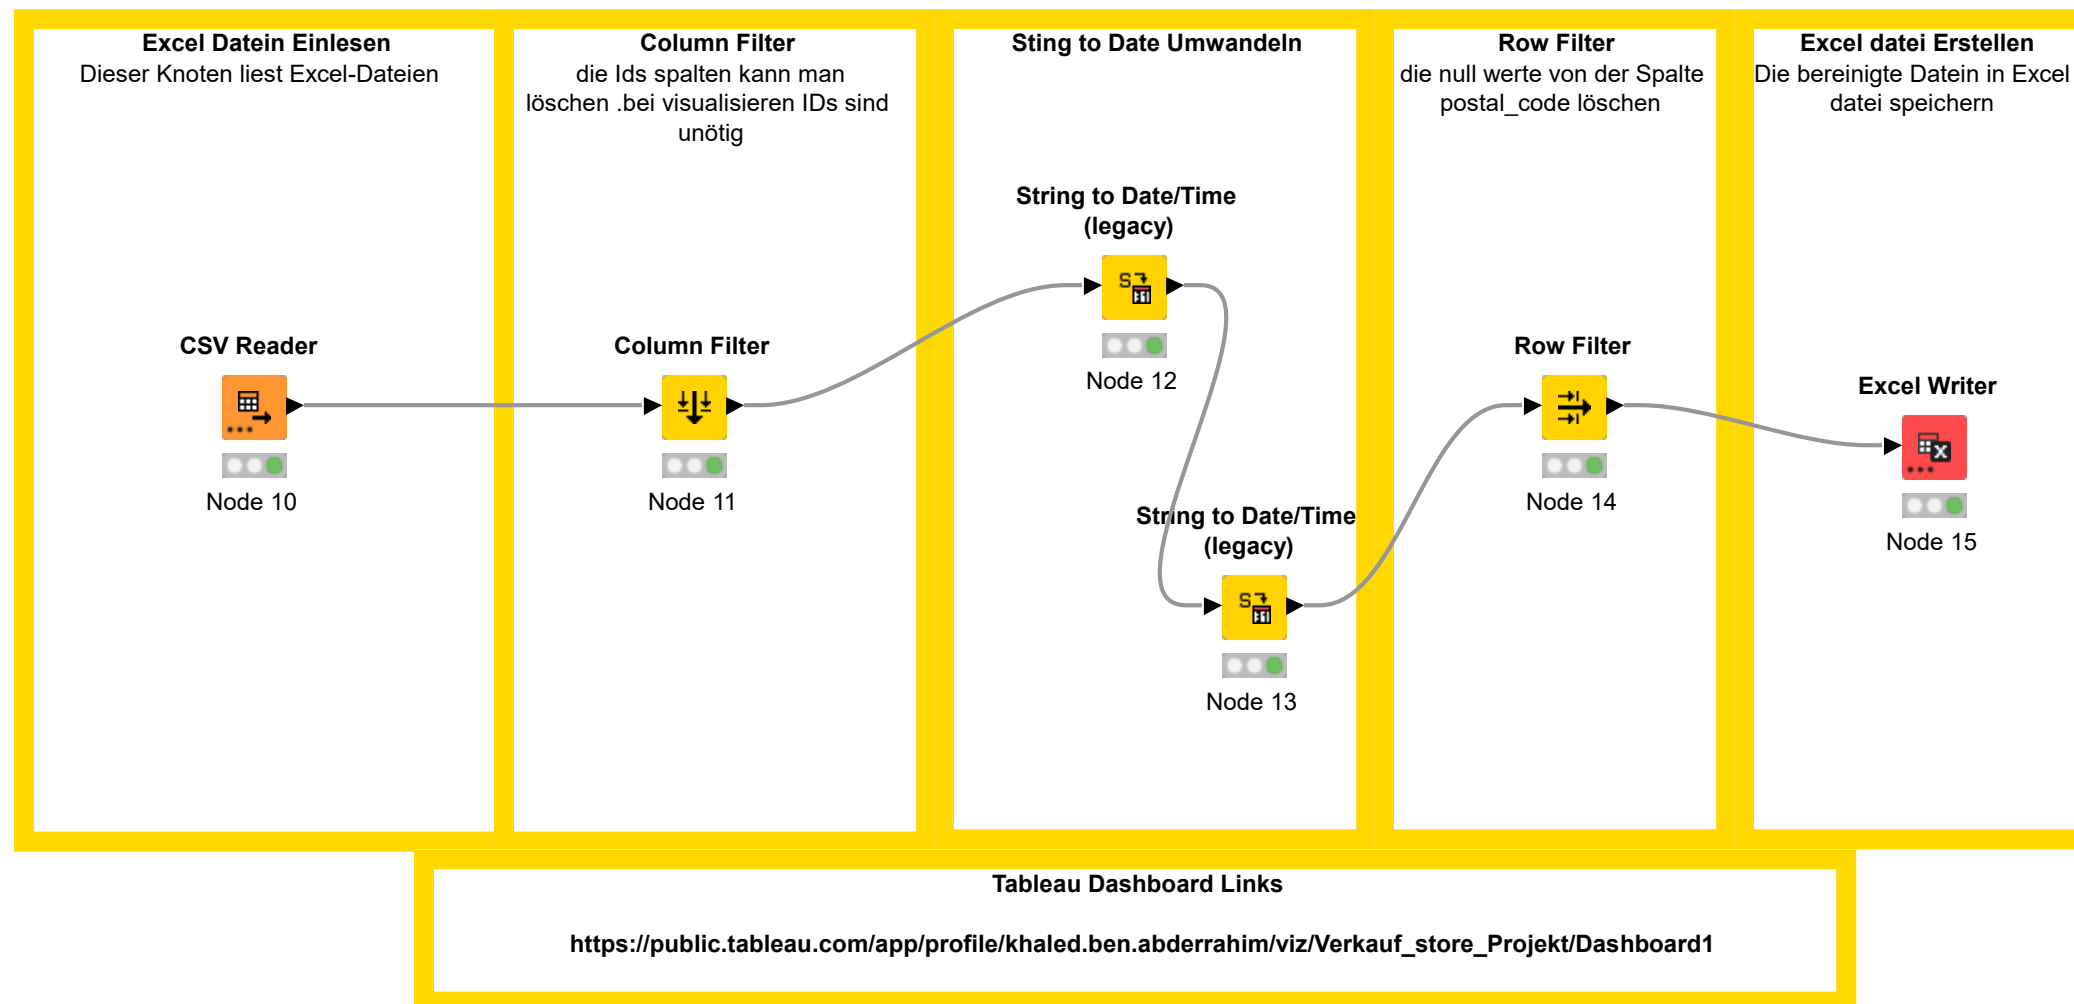 Excel Datein Einlesen
Dieser Knoten liest Excel-Dateien
Column Filter
die Ids spalten kann man
löschen .bei visualisieren IDs sind
unötig
Sting to Date Umwandeln
Row Filter
die null werte von der Spalte
postal_code löschen
Excel datei Erstellen
Die bereinigte Datein in Excel
datei speichern
CSV Reader
Node 10
Column Filter
Node 11
String to Date/Time
(legacy)
Node 12
String to Date/Time
(legacy)
Node 13
Row Filter
Node 14
Excel Writer
Node 15
Tableau Dashboard Links
https://public.tableau.com/app/profile/khaled.ben.abderrahim/viz/Verkauf_store_Projekt/Dashboard1